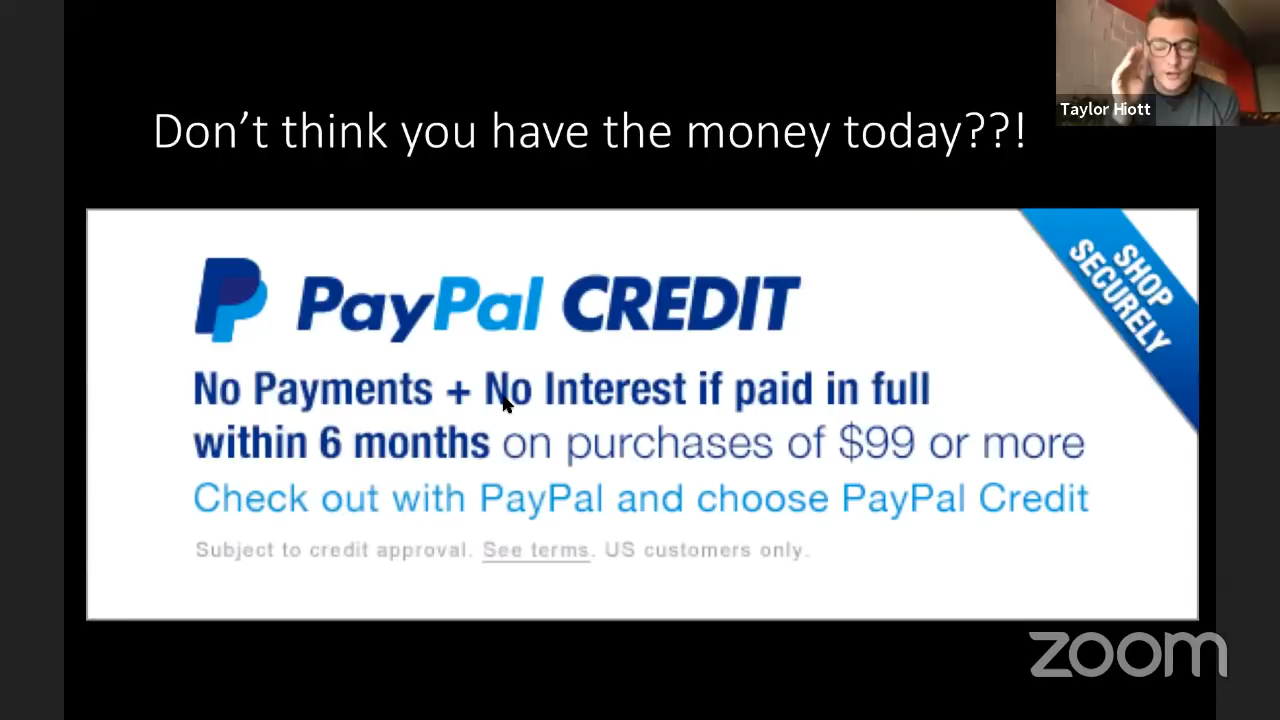 Taylor Hiott
Don't think you have the money today??!
SHOP
SECURELY
PayPal CREDIT
No Payments + No Interest if paid in full
within 6 months on purchases of $99 or more
Check out with PayPal and choose PayPal Credit
Subject to credit approval. See terms. US customers only.
zoom